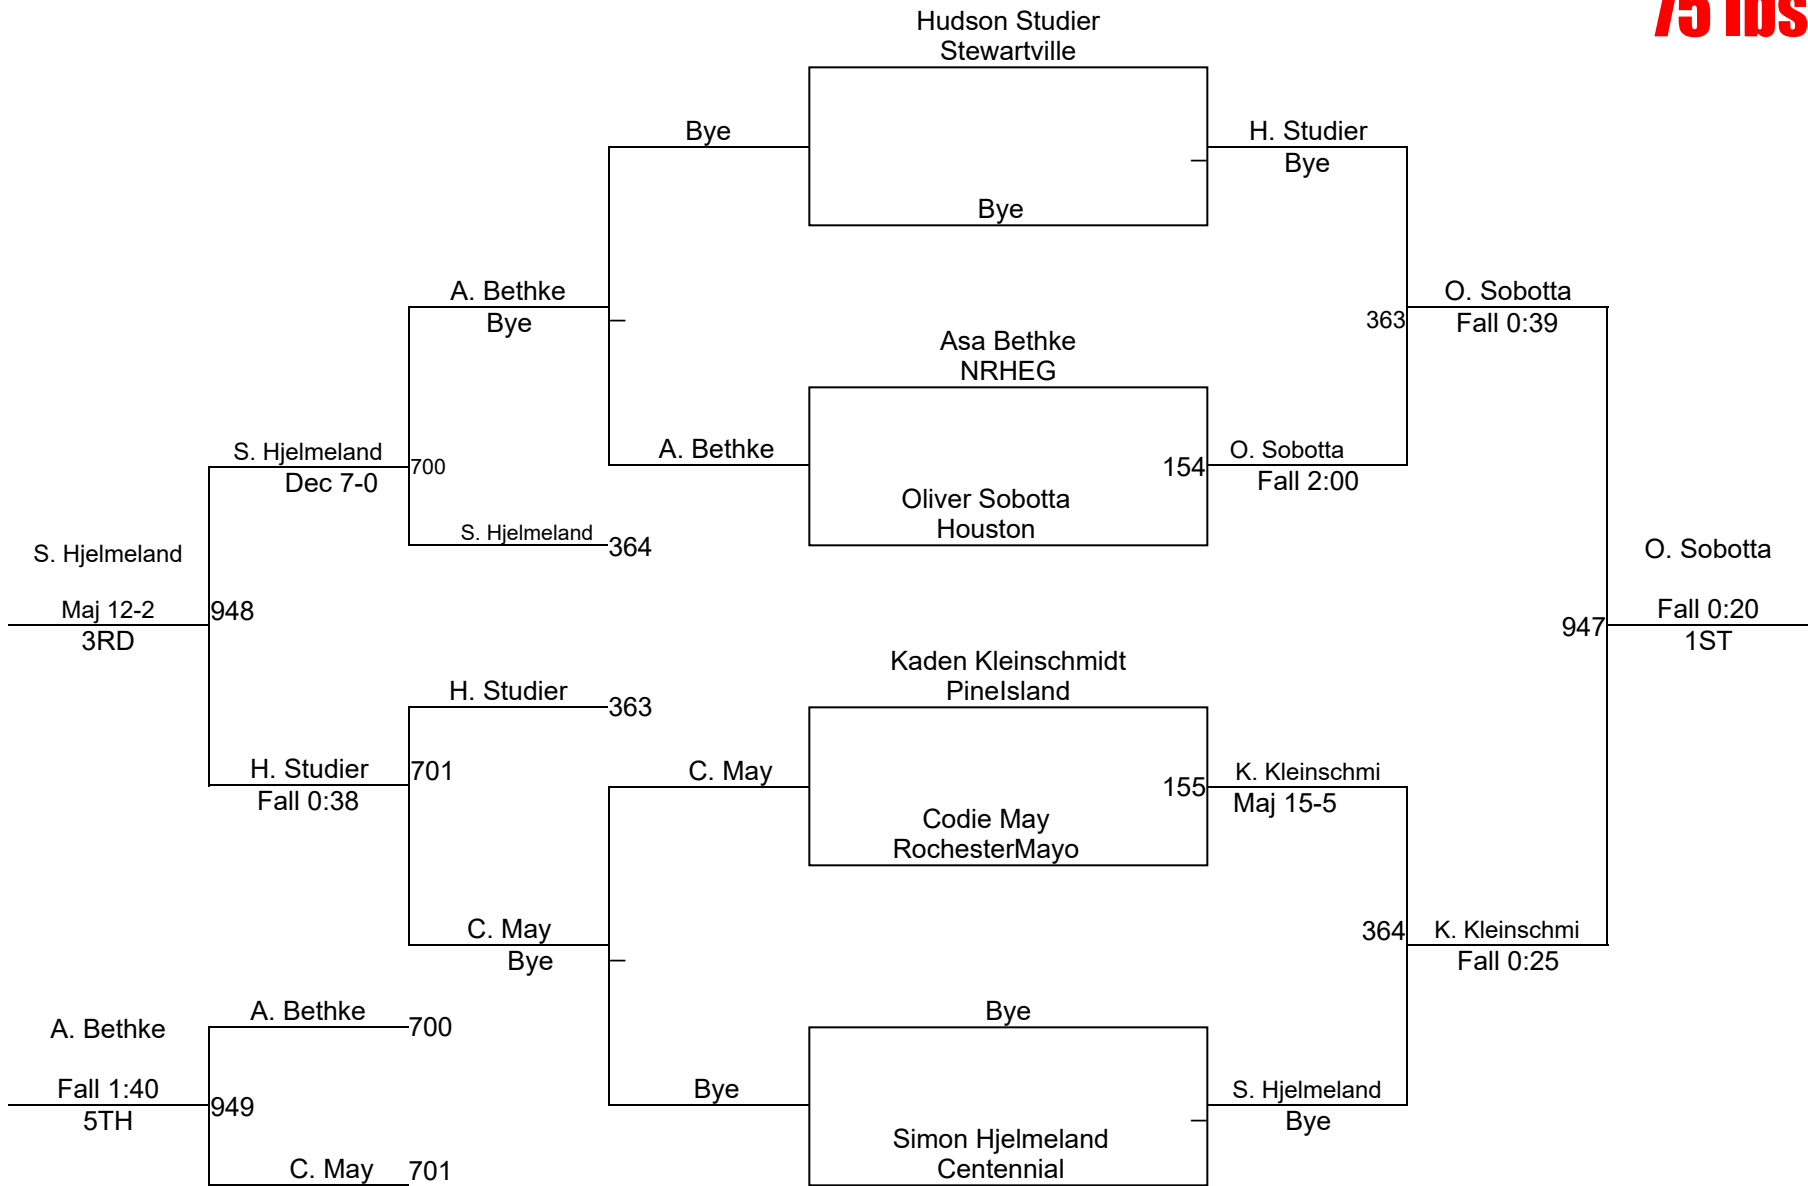 75 lbs
Hudson Studier
Stewartville
Bye
H. Studier
Bye
Bye
A. Bethke
Bye
O. Sobotta
Fall 0:39
363
Asa Bethke
NRHEG
S. Hjelmeland
Dec 7-0
700
A. Bethke
154
O. Sobotta
Fall 2:00
Oliver Sobotta
Houston
S. Hjelmeland
364
S. Hjelmeland
Maj 12-2
3RD
948
O. Sobotta
Fall 0:20
1ST
947
Kaden Kleinschmidt
PineIsland
H. Studier
363
H. Studier
Fall 0:38
701
C. May
155
K. Kleinschmi
Maj 15-5
Codie May
RochesterMayo
C. May
Bye
364
K. Kleinschmi
Fall 0:25
A. Bethke
A. Bethke
700
Bye
Fall 1:40
5TH
949
Bye
S. Hjelmeland
Bye
Simon Hjelmeland
Centennial
C. May
701